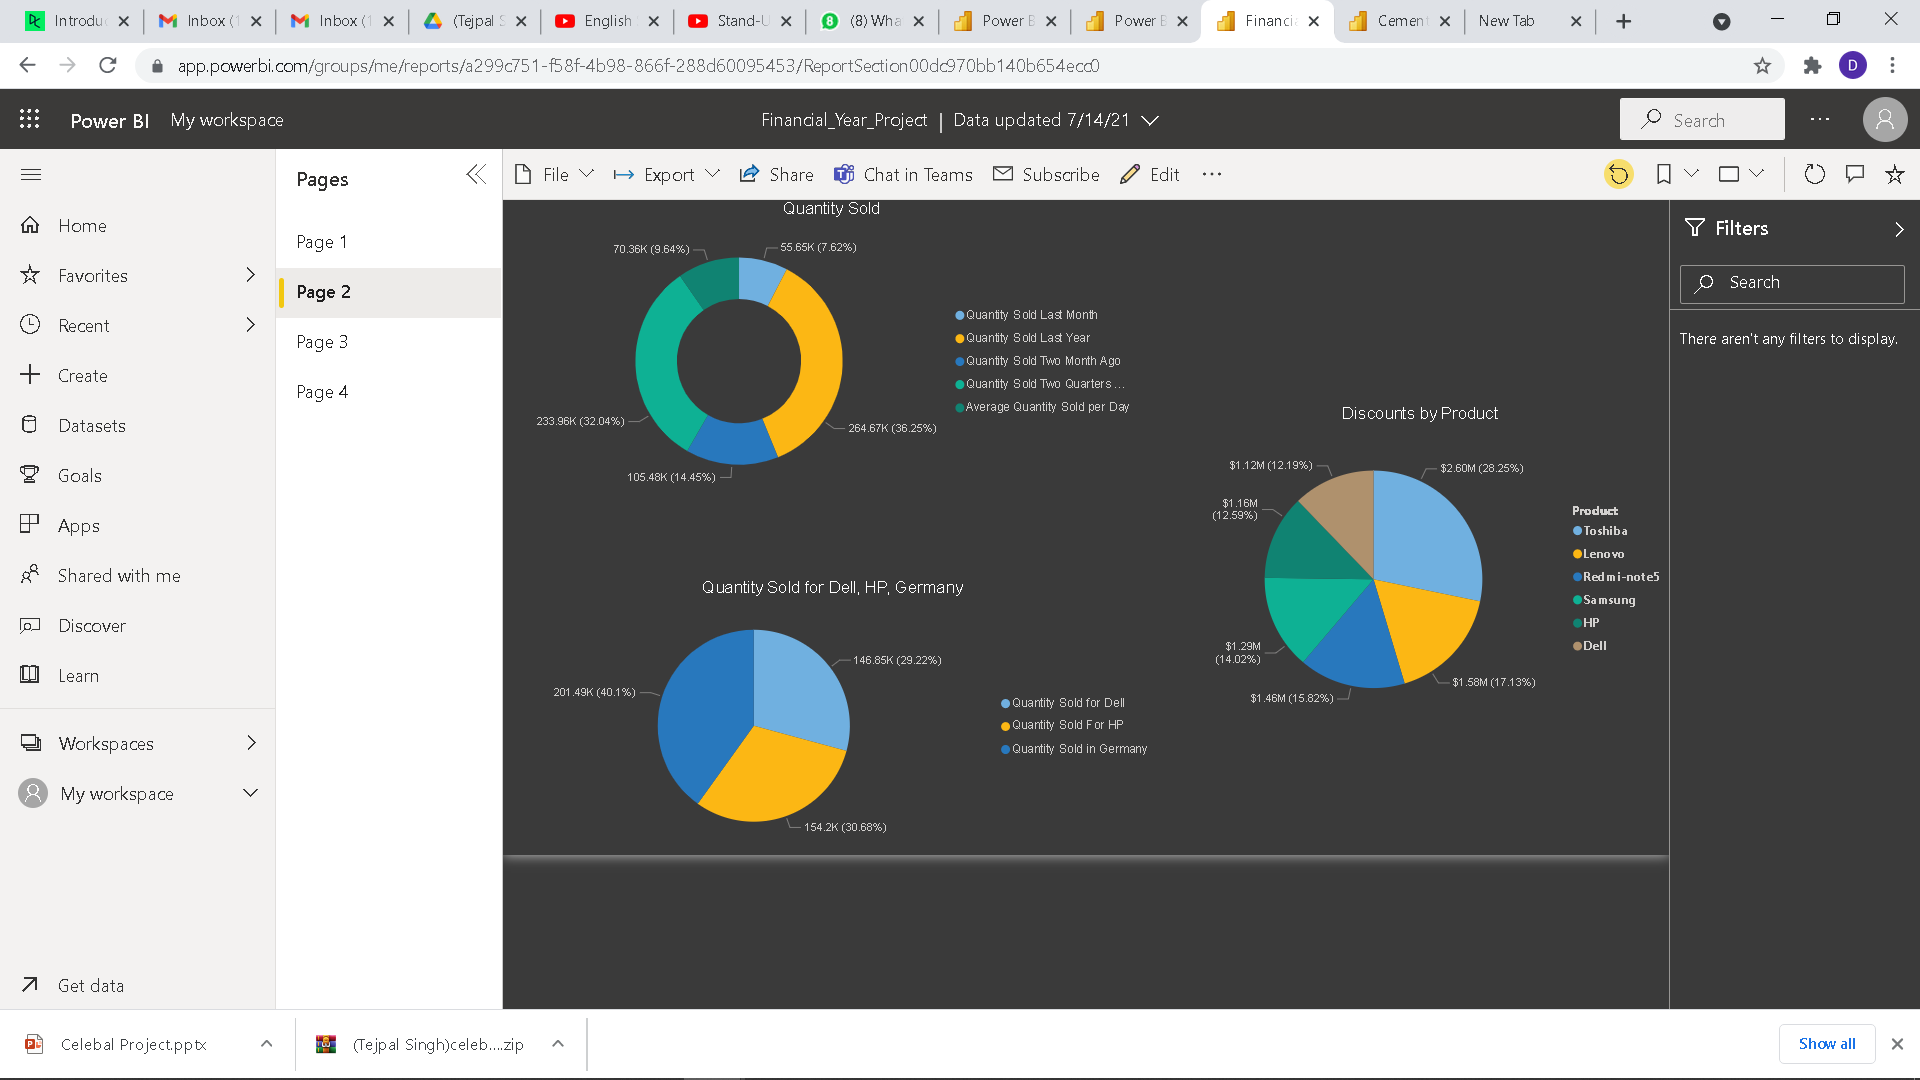 Introduc
Inbox (1
Inbox (1
(Tejpal S
English
Stand-U
(8) Wha
Power B
Power B
Financia
Cement
New Tab
app.powerbi.com/groups/me/reports/a299c751-f58f-4b98-866f-288d60095453/ReportSection00dc970bb140b654ecc0
D
Power BI My workspace
Financial_Year_Project | Data updated 7/14/21
Search
File
Export
Share
Chat in Teams
Subscribe
Edit
Home
Favorites
Recent
Create
Datasets
Goals
Apps
Discover
Shared with me
Learn
Workspaces
My workspace
Get data
Pages
Page 1
Page 2
Page 3
Page 4
Quantity Sold
70.36K (9.64%)
55.65K (7.62%)
233.96K (32.04%)
264.67K (36.25%)
105.48K (14.45%)
Quantity Sold Last Month
Quantity Sold Last Year
Quantity Sold Two Month Ago
Quantity Sold Two Quarters ...
Average Quantity Sold per Day
Quantity Sold for Dell, HP, Germany
146.85K (29.22%)
201.49K (40.1%)
154.2K (30.68%)
Quantity Sold for Dell
Quantity Sold For HP
Quantity Sold in Germany
Discounts by Product
$1.12M (12.19%)
$2.60M (28.25%)
$1.16M
(12.59%)
$1.29M
(14.02%)
$1.46M (15.82%)
$1.58M (17.13%)
Product
Toshiba
Lenovo
Redmi-note5
Samsung
HP
Dell
Filters
Search
There aren't any filters to display.
Celebal Project.pptx
(Tejpal Singh)celeb....zip
Show all